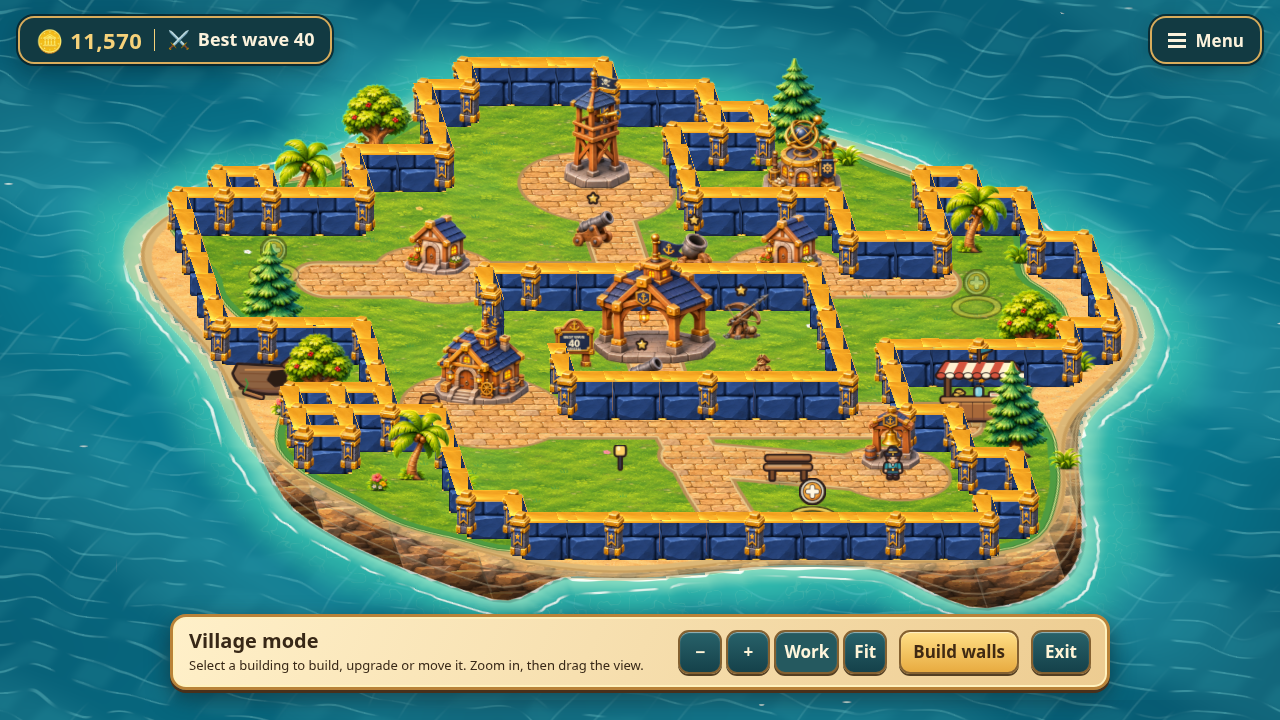 11,570
Best wave 40
Menu
40
Village mode
Select a building to build, upgrade or move it. Zoom in, then drag the view.
−
+
Work
Fit
Build walls
Exit